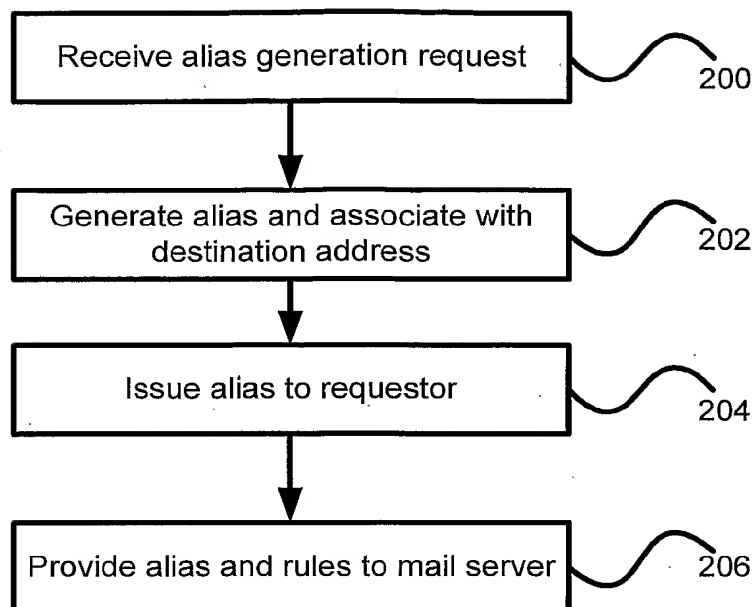 Receive alias generation request
200
Generate alias and associate with
destination address
202
Issue alias to requestor
204
Provide alias and rules to mail server
206